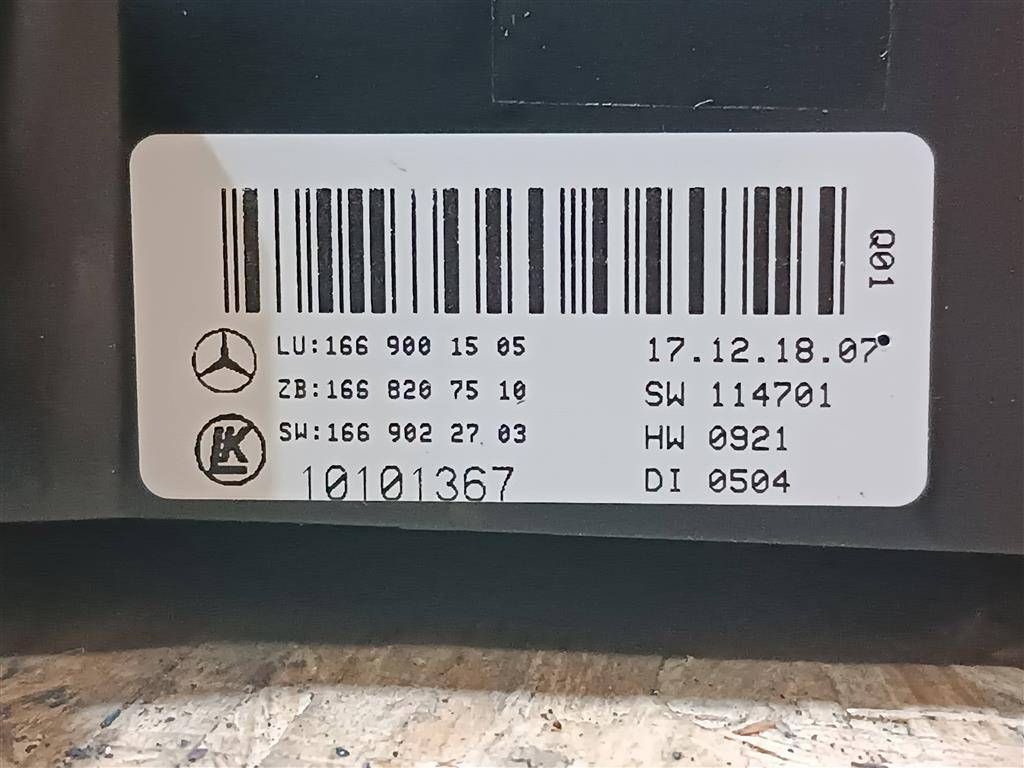 Q01
LU:166 900 15 05
ZB:166 820 75 10
SW:166 902 27 03
10101367
17.12.18.07
SW 114701
HW 0921
DI 0504
LK